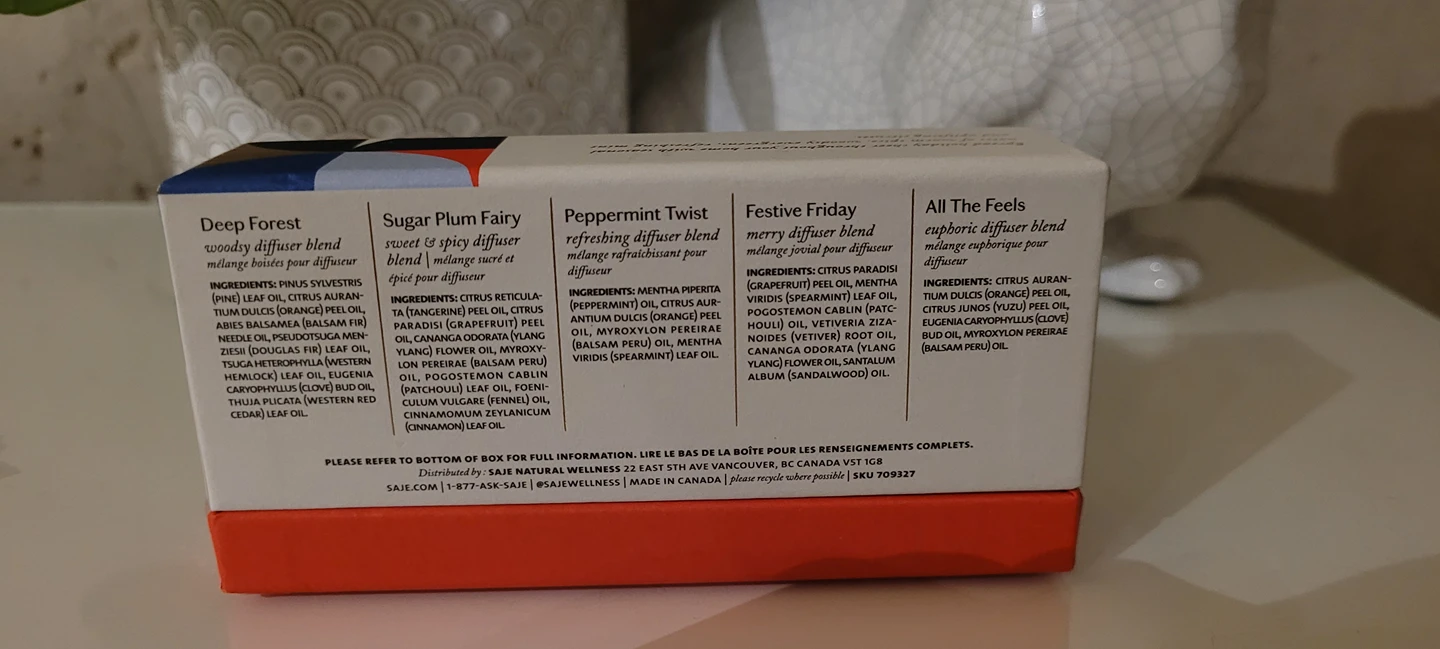 Deep Forest
woodsy diffuser blend
mélange boisées pour diffuseur
INGREDIENTS: PINUS SYLVESTRIS
(PINE) LEAF OIL, CITRUS AURAN-
TIUM DULCIS (ORANGE) PEEL OIL,
ABIES BALSAMEA (BALSAM FIR)
NEEDLE OIL, PSEUDOTSUGA MEN-
ZIESII (DOUGLAS FIR) LEAF OIL,
TSUGA HETEROPHYLLA (WESTERN
HEMLOCK) LEAF OIL, EUGENIA
CARYOPHYLLUS (CLOVE) BUD OIL,
THUJA PLICATA (WESTERN RED
CEDAR) LEAF OIL.
Sugar Plum Fairy
sweet & spicy diffuser
blend | mélange sucré et
épicé pour diffuseur
INGREDIENTS: CITRUS RETICULA-
TA (TANGERINE) PEEL OIL, CITRUS
PARADISI (GRAPEFRUIT) PEEL
OIL, CANANGA ODORATA (YLANG
YLANG) FLOWER OIL, MYROXY-
LON PEREIRAE (BALSAM PERU)
OIL, POGOSTEMON CABLIN
(PATCHOULI) LEAF OIL, FOENI-
CULUM VULGARE (FENNEL) OIL,
CINNAMOMUM ZEYLANICUM
(CINNAMON) LEAF OIL.
Peppermint Twist
refreshing diffuser blend
mélange rafraîchissant pour
diffuseur
INGREDIENTS: MENTHA PIPERITA
(PEPPERMINT) OIL, CITRUS AUR-
ANTIUM DULCIS (ORANGE) PEEL
OIL, MYROXYLON PEREIRAE
(BALSAM PERU) OIL, MENTHA
VIRIDIS (SPEARMINT) LEAF OIL.
Festive Friday
merry diffuser blend
mélange jovial pour diffuseur
INGREDIENTS: CITRUS PARADISI
(GRAPEFRUIT) PEEL OIL, MENTHA
VIRIDIS (SPEARMINT) LEAF OIL,
POGOSTEMON CABLIN (PATC-
HOULI) OIL, VETIVERIA ZIZA-
NOIDES (VETIVER) ROOT OIL,
CANANGA ODORATA (YLANG
YLANG) FLOWER OIL, SANTALUM
ALBUM (SANDALWOOD) OIL.
All The Feels
euphoric diffuser blend
mélange euphorique pour
diffuseur
INGREDIENTS: CITRUS AURAN-
TIUM DULCIS (ORANGE) PEEL OIL,
CITRUS JUNOS (YUZU) PEEL OIL,
EUGENIA CARYOPHYLLUS (CLOVE)
BUD OIL, MYROXYLON PEREIRAE
(BALSAM PERU) OIL.
PLEASE REFER TO BOTTOM OF BOX FOR FULL INFORMATION. LIRE LE BAS DE LA BOÎTE POUR LES RENSEIGNEMENTS COMPLETS.
Distributed by: SAJE NATURAL WELLNESS 22 EAST 5TH AVE VANCOUVER, BC CANADA V5T 1G8
SAJE.COM | 1-877-ASK-SAJE | @SAJEWELLNESS | MADE IN CANADA | please recycle where possible | SKU 709327